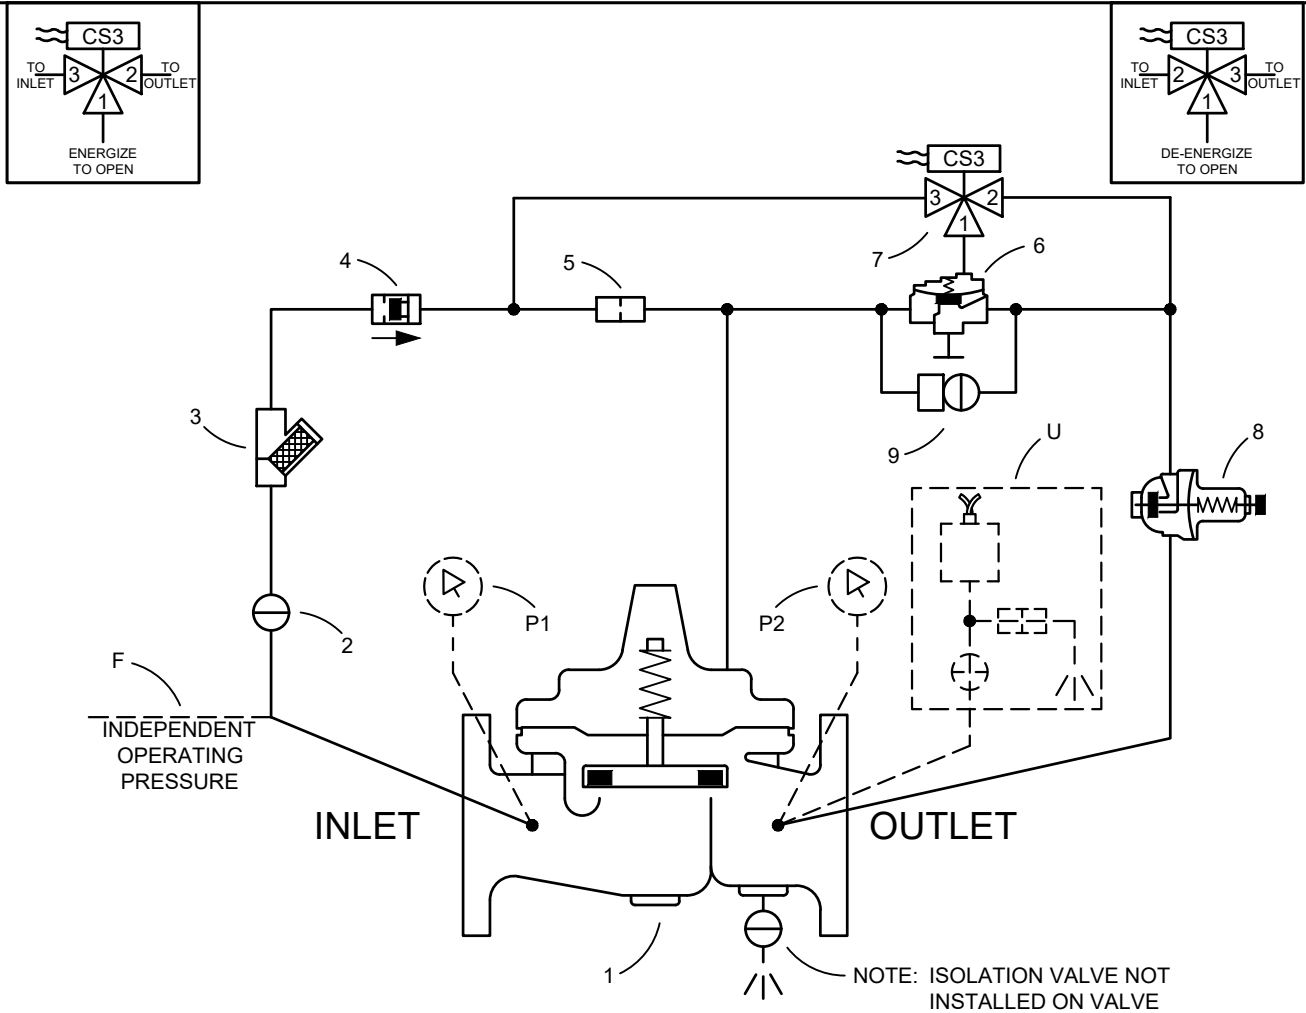 CS3
TO
INLET
3
2
TO
OUTLET
1
ENERGIZE
TO OPEN
CS3
TO
INLET
2
3
TO
OUTLET
1
DE-ENERGIZE
TO OPEN
CS3
3
2
1
7
6
4
5
3
9
U
8
2
P1
P2
F
INDEPENDENT
OPERATING
PRESSURE
INLET
OUTLET
1
NOTE: ISOLATION VALVE NOT
INSTALLED ON VALVE